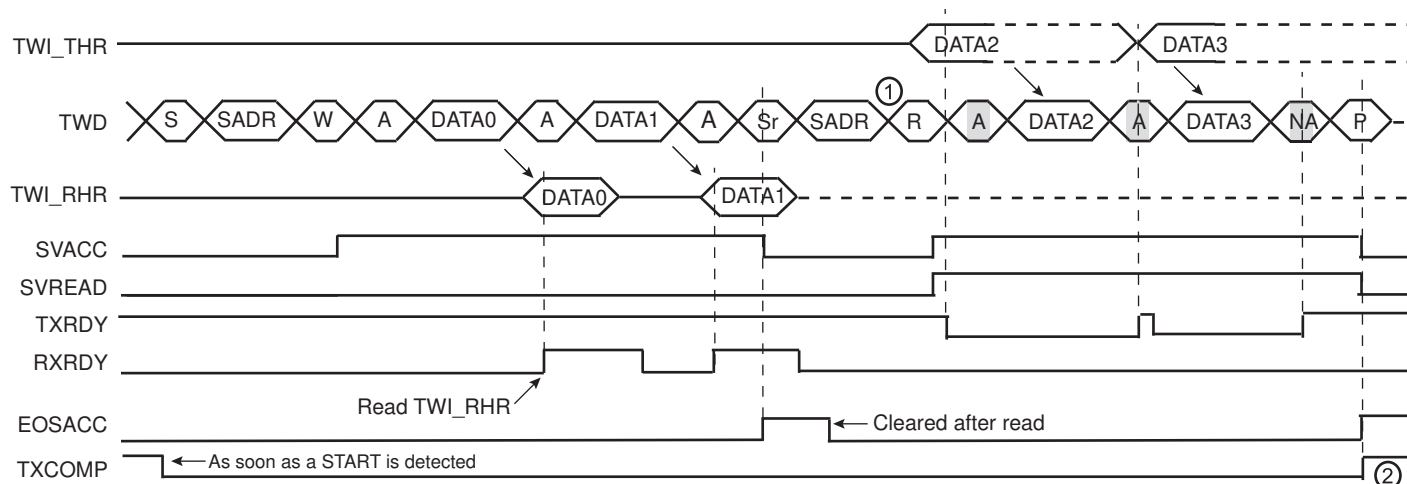 TWI_THR DATA2 DATA3
①
TWD S SADR W A DATA0 A DATA1 A Sr SADR R A DATA2 A DATA3 NA P
TWI_RHR DATA0 DATA1
SVACC
SVREAD
TXRDY
RXRDY
Read TWI_RHR
EOSACC Cleared after read
TXCOMP As soon as a START is detected ②